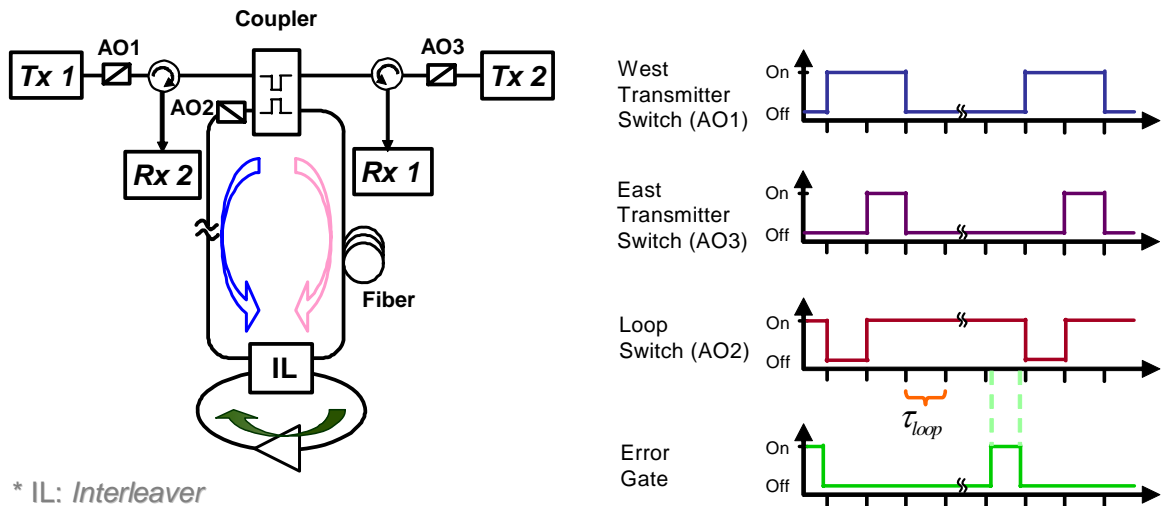 Coupler
AO1
AO3
Tx 1
Tx 2
AO2
Rx 2
Rx 1
Fiber
IL
* IL: Interleaver
West
Transmitter
Switch (AO1)
On
Off
East
Transmitter
Switch (AO3)
On
Off
Loop
Switch (AO2)
On
Off
τloop
Error
Gate
On
Off